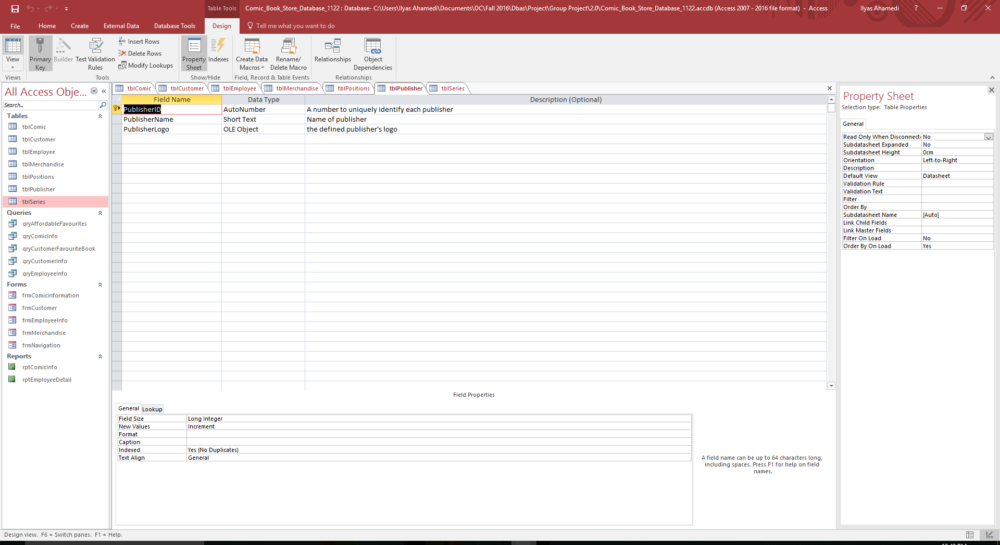 Table Tools
Comic_Book_Store_Database_1122 : Database- C:\Users\Ilyas Ahamedi\Documents\DC\Fall 2016\Dbas\Project\Group Project\2.0\Comic_Book_Store_Database_1122.accdb (Access 2007 - 2016 file format) - Access
Ilyas Ahamedi
?
File Home Create External Data Database Tools Design Tell me what you want to do
View
Primary Key
Builder
Test Validation Rules
Insert Rows
Delete Rows
Modify Lookups
Property Sheet
Indexes
Create Data Macros
Rename/ Delete Macro
Relationships
Object Dependencies
Views
Tools
Show/Hide
Field, Record & Table Events
Relationships
All Access Obje...
Search...
Tables
tblComic
tblCustomer
tblEmployee
tblMerchandise
tblPositions
tblPublisher
tblSeries
Queries
qryAffordableFavourites
qryComicInfo
qryCustomerFavouriteBook
qryCustomerInfo
qryEmployeeInfo
Forms
frmComicInformation
frmCustomer
frmEmployeeInfo
frmMerchandise
frmNavigation
Reports
rptComicInfo
rptEmployeeDetail
tblComic tblCustomer tblEmployee tblMerchandise tblPositions tblPublisher tblSeries
Field Name Data Type Description (Optional)
PublisherID AutoNumber A number to uniquely identify each publisher
PublisherName Short Text Name of publisher
PublisherLogo OLE Object the defined publisher's logo
Field Properties
General Lookup
Field Size Long Integer
New Values Increment
Format
Caption
Indexed Yes (No Duplicates)
Text Align General
A field name can be up to 64 characters long,
including spaces. Press F1 for help on field
names.
Property Sheet
Selection type: Table Properties
General
Read Only When Disconnect No
Subdatasheet Expanded No
Subdatasheet Height 0cm
Orientation Left-to-Right
Description
Default View Datasheet
Validation Rule
Validation Text
Filter
Order By
Subdatasheet Name [Auto]
Link Child Fields
Link Master Fields
Filter On Load No
Order By On Load Yes
Design view. F6 = Switch panes. F1 = Help.